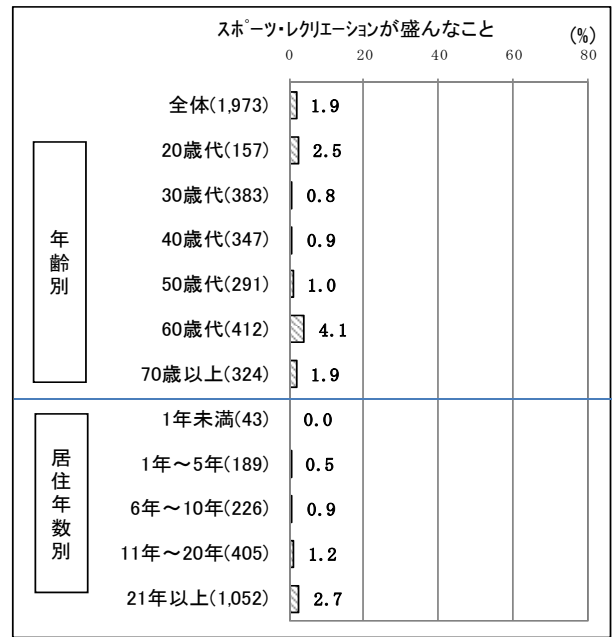 スポーツ・レクリエーションが盛んなこと
(%)
0 20 40 60 80
全体(1,973) 1.9
年齢別
20歳代(157) 2.5
30歳代(383) 0.8
40歳代(347) 0.9
50歳代(291) 1.0
60歳代(412) 4.1
70歳以上(324) 1.9
居住年数別
1年未満(43) 0.0
1年～5年(189) 0.5
6年～10年(226) 0.9
11年～20年(405) 1.2
21年以上(1,052) 2.7